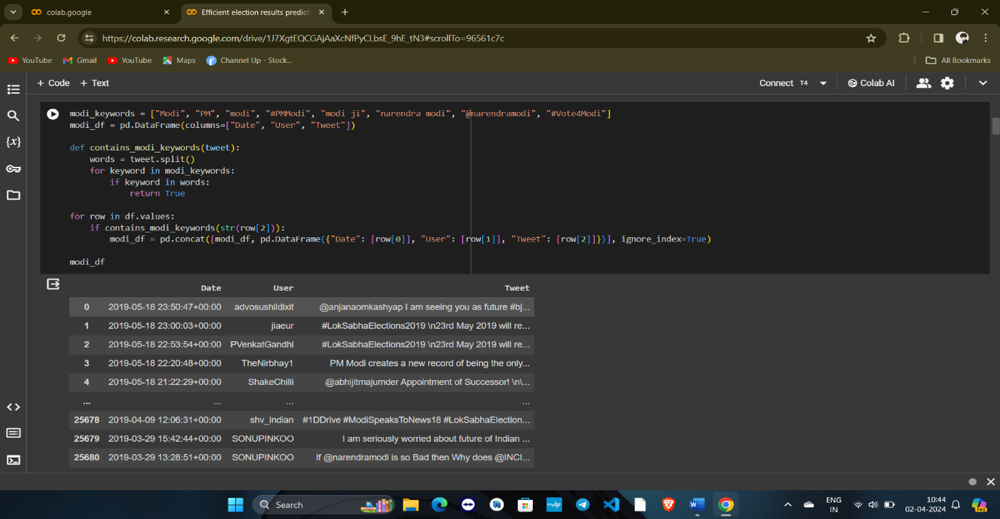 colab.google
Efficient election results predicti
https://colab.research.google.com/drive/1J7XgtEQCGAjAaXcNfPyCLbsE_9hE_tN3#scrollTo=96561c7c
YouTube Gmail YouTube Maps Channel Up - Stock... All Bookmarks
+ Code + Text Connect T4 Colab AI
modi_keywords = ["Modi", "PM", "modi", "#PMModi", "modi ji", "narendra modi", "@narendramodi", "#Vote4Modi"]
modi_df = pd.DataFrame(columns=["Date", "User", "Tweet"])
def contains_modi_keywords(tweet):
words = tweet.split()
for keyword in modi_keywords:
if keyword in words:
return True
for row in df.values:
if contains_modi_keywords(str(row[2])):
modi_df = pd.concat([modi_df, pd.DataFrame({"Date": [row[0]], "User": [row[1]], "Tweet": [row[2]]})], ignore_index=True)
modi_df
Date User Tweet
0 2019-05-18 23:50:47+00:00 advosushildixit @anjanaomkashyap I am seeing you as future #bj...
1 2019-05-18 23:00:03+00:00 jiaeur #LokSabhaElections2019 \n23rd May 2019 will re...
2 2019-05-18 22:53:54+00:00 PVenkatGandhi #LokSabhaElections2019 \n23rd May 2019 will re...
3 2019-05-18 22:20:48+00:00 TheNirbhay1 PM Modi creates a new record of being the only...
4 2019-05-18 21:22:29+00:00 ShakeChilli @abhijitmajumder Appointment of Successor! \n\...
... ... ... ...
25678 2019-04-09 12:06:31+00:00 shv_indian #1DDrive #ModiSpeaksToNews18 #LokSabhaElection...
25679 2019-03-29 15:42:44+00:00 SONUPINKOO I am seriously worried about future of Indian ...
25680 2019-03-29 13:28:51+00:00 SONUPINKOO If @narendramodi is so Bad then Why does @INCI...
Search
myhp
ENG
IN
10:44
02-04-2024
PRE